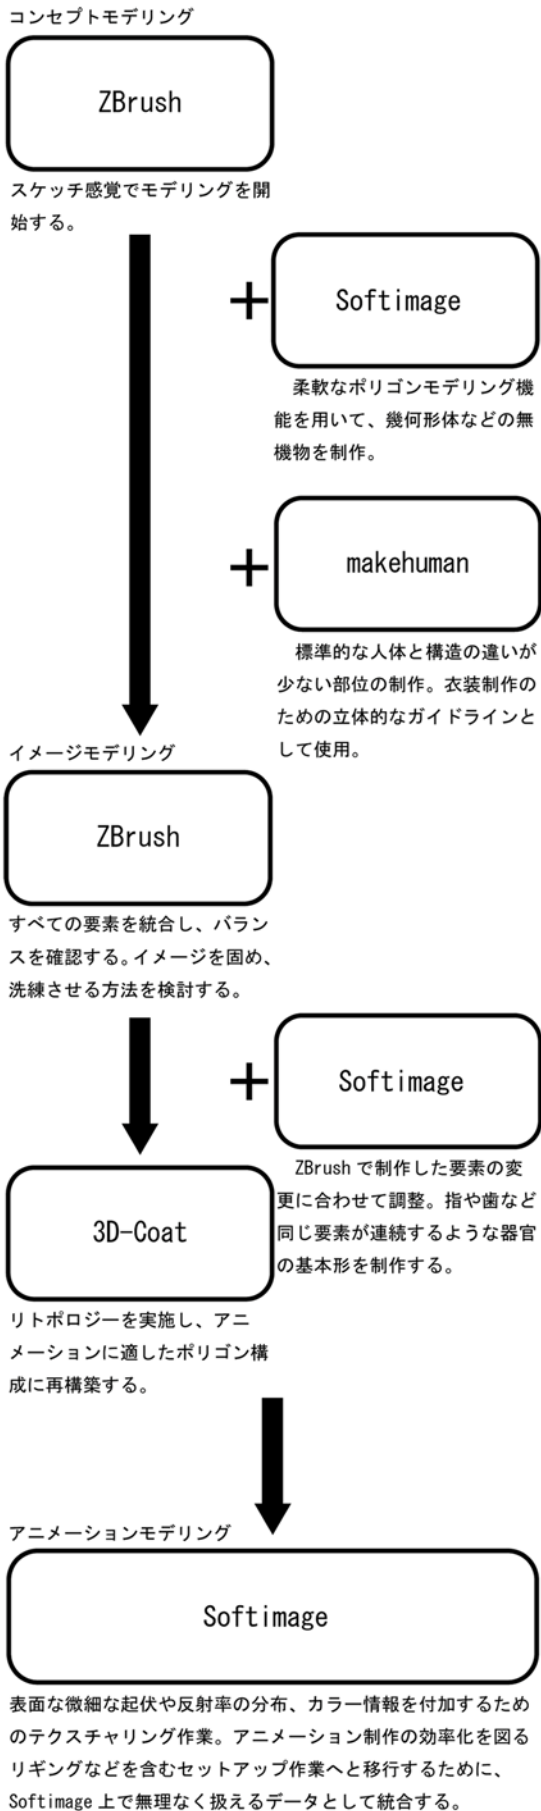 コンセプトモデリング
ZBrush
スケッチ感覚でモデリングを開
始する。
+
Softimage
柔軟なポリゴンモデリング機
能を用いて、幾何形体などの無
機物を制作。
+
makehuman
標準的な人体と構造の違いが
少ない部位の制作。衣装制作の
ための立体的なガイドラインと
して使用。
イメージモデリング
ZBrush
すべての要素を統合し、バラン
スを確認する。イメージを固め、
洗練させる方法を検討する。
+
Softimage
ZBrush で制作した要素の変
更に合わせて調整。指や歯など
同じ要素が連続するような器官
の基本形を制作する。
3D-Coat
リトポロジーを実施し、アニ
メーションに適したポリゴン構
成に再構築する。
アニメーションモデリング
Softimage
表面な微細な起伏や反射率の分布、カラー情報を付加するため
のテクスチャリング作業。アニメーション制作の効率化を図る
リギングなどを含むセットアップ作業へと移行するために、
Softimage 上で無理なく扱えるデータとして統合する。